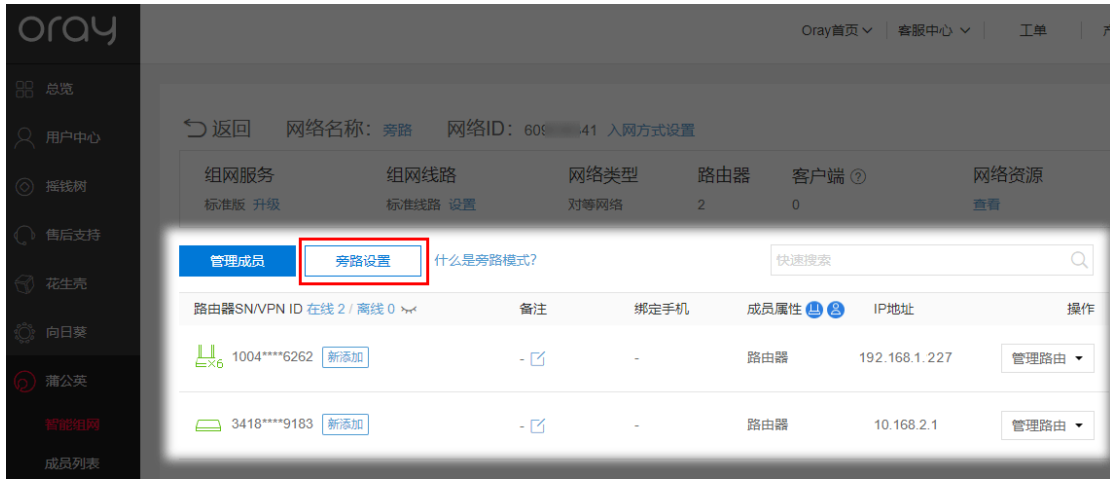 oray
Oray首页 客服中心 工单
总览
用户中心
摇钱树
售后支持
花生壳
向日葵
蒲公英
智能组网
成员列表
返回 网络名称：旁路 网络ID：609 41 入网方式设置
组网服务 组网线路 网络类型 路由器 客户端 ? 网络资源
标准版 升级 标准线路 设置 对等网络 2 0 查看
管理成员 旁路设置 什么是旁路模式? 快速搜索
路由器SN/VPN ID 在线 2 / 离线 0 备注 绑定手机 成员属性 IP地址 操作
×6 1004****6262 新添加 - - 路由器 192.168.1.227 管理路由
3418****9183 新添加 - - 路由器 10.168.2.1 管理路由